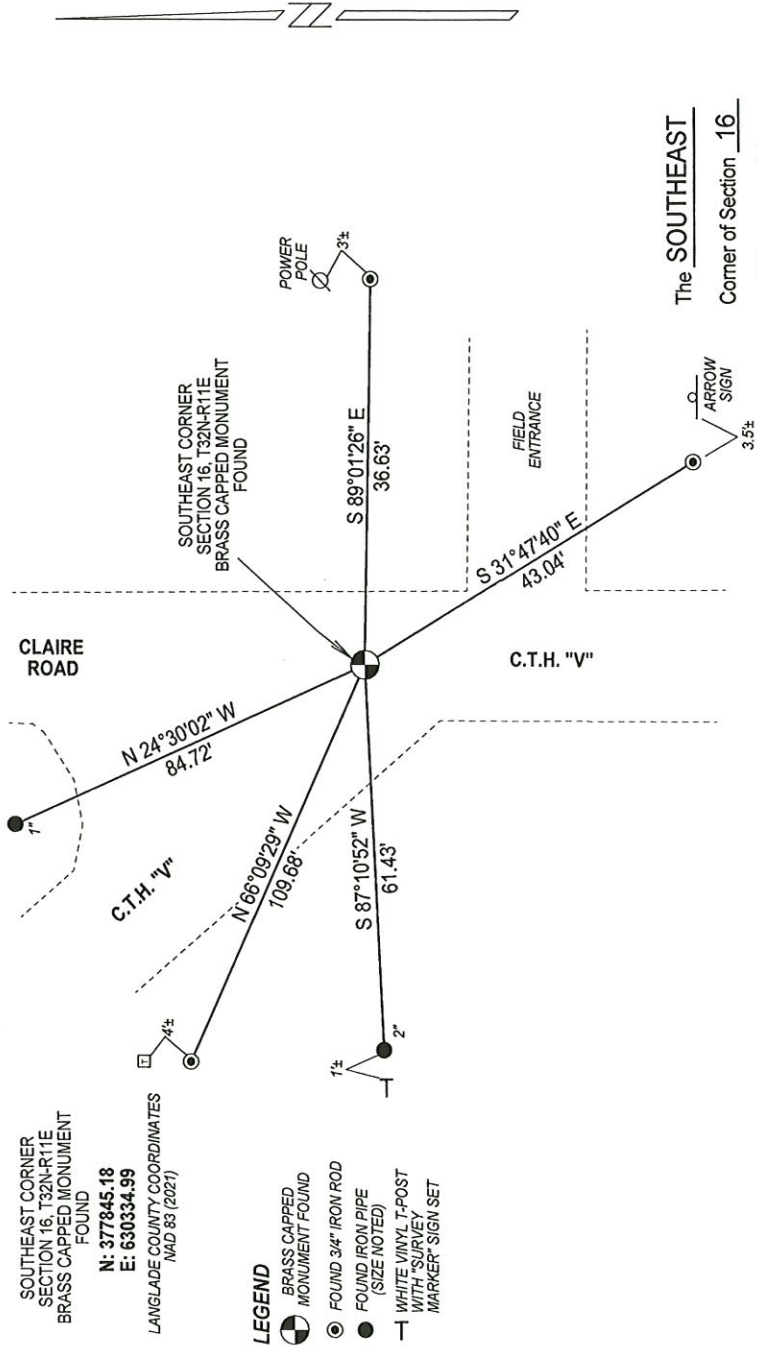 SOUTHEAST CORNER
SECTION 16, T32N-R11E
BRASS CAPPED MONUMENT
FOUND
N: 377845.18
E: 630334.99
LANGLADE COUNTY COORDINATES
NAD 83 (2021)
LEGEND
BRASS CAPPED
MONUMENT FOUND
FOUND 3/4" IRON ROD
FOUND IRON PIPE
(SIZE NOTED)
T
WHITE VINYL T-POST
WITH "SURVEY
MARKER" SIGN SET
T
4'±
1'±
T
2"
1"
C.T.H. "V"
N 24°30'02" W
84.72'
N 66°09'29" W
109.68'
S 87°10'52" W
61.43'
CLAIRE
ROAD
SOUTHEAST CORNER
SECTION 16, T32N-R11E
BRASS CAPPED MONUMENT
FOUND
POWER
POLE
3'±
S 89°01'26" E
36.63'
S 31°47'40" E
43.04'
FIELD
ENTRANCE
C.T.H. "V"
ARROW
SIGN
3.5'±
The SOUTHEAST
Corner of Section 16
N